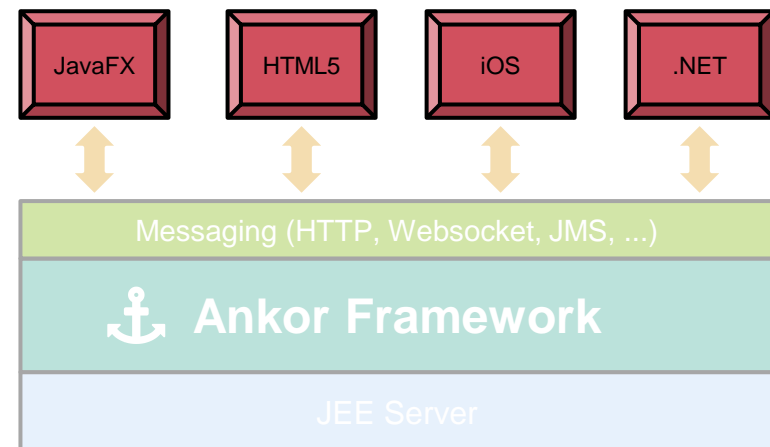 JavaFX HTML5 iOS .NET
Messaging (HTTP, Websocket, JMS, ...)
Ankor Framework
JEE Server